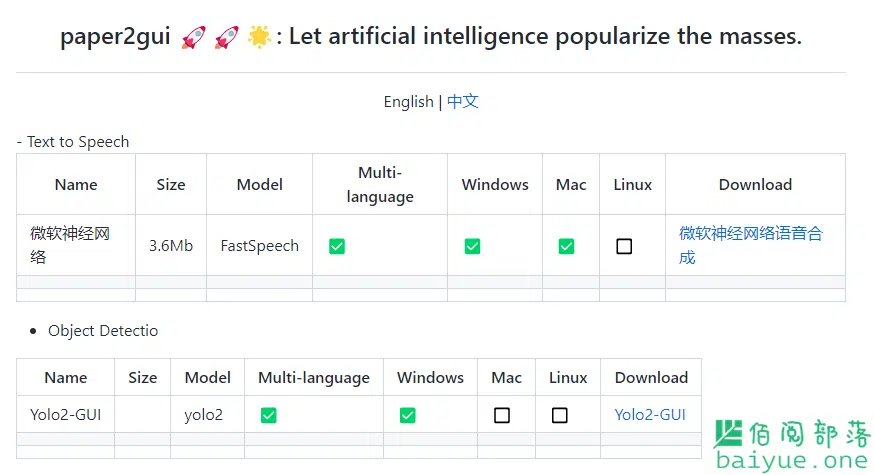 paper2gui 🚀 🚀 🌟: Let artificial intelligence popularize the masses.
English | 中文
- Text to Speech
Name Size Model Multi-language Windows Mac Linux Download
微软神经网络 3.6Mb FastSpeech ✅ ✅ ✅ ☐ 微软神经网络语音合成
• Object Detectio
Name Size Model Multi-language Windows Mac Linux Download
Yolo2-GUI yolo2 ✅ ✅ ☐ ☐ Yolo2-GUI
佰阅部落
baiyue.one